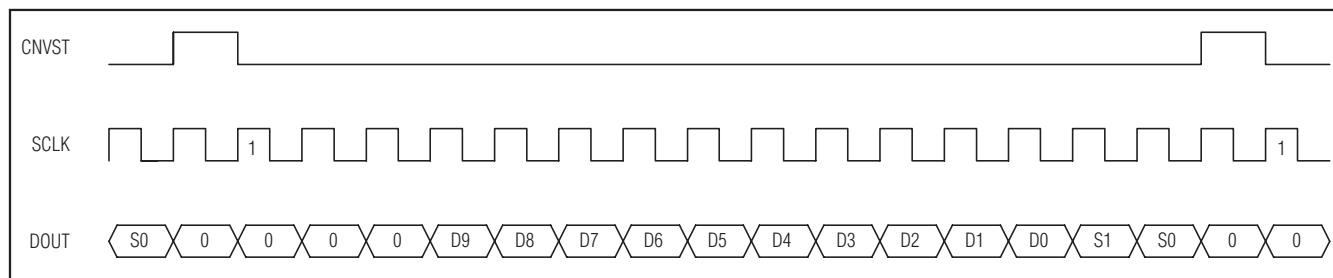 CNVST
SCLK 1 1
DOUT S0 0 0 0 0 D9 D8 D7 D6 D5 D4 D3 D2 D1 D0 S1 S0 0 0